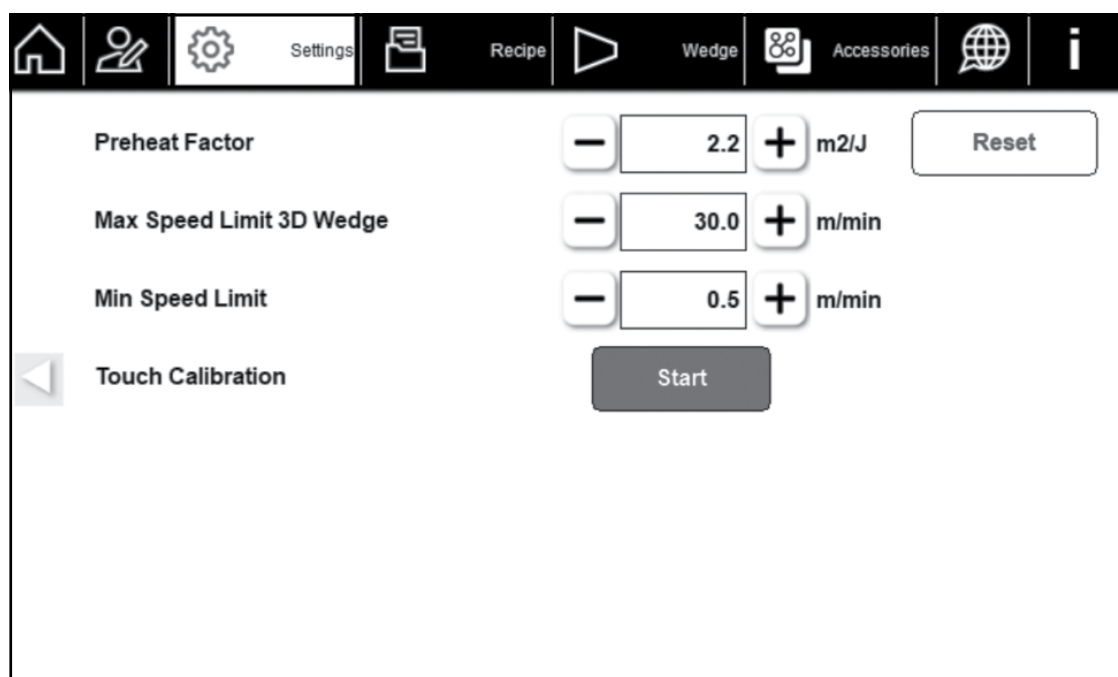 Settings Recipe Wedge Accessories i
Preheat Factor 2.2 m2/J Reset
Max Speed Limit 3D Wedge 30.0 m/min
Min Speed Limit 0.5 m/min
Touch Calibration Start